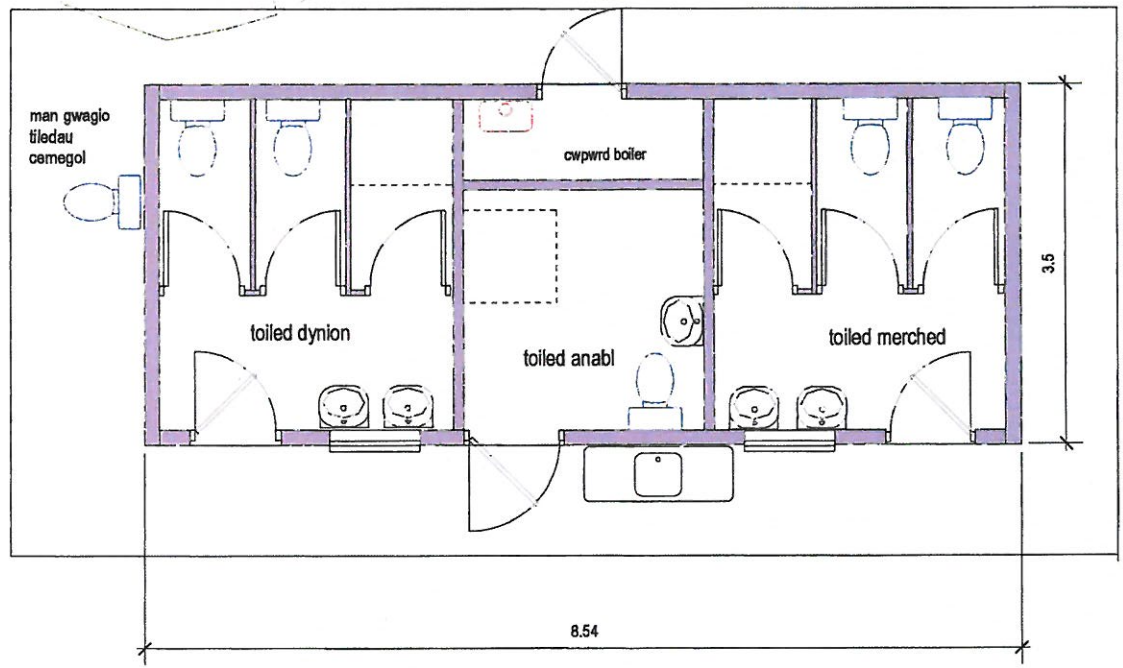 man gwagio
tiledau
cemegol
cwpwrd boiler
toiled dynion
toiled anabl
toiled merched
3.5
8.54